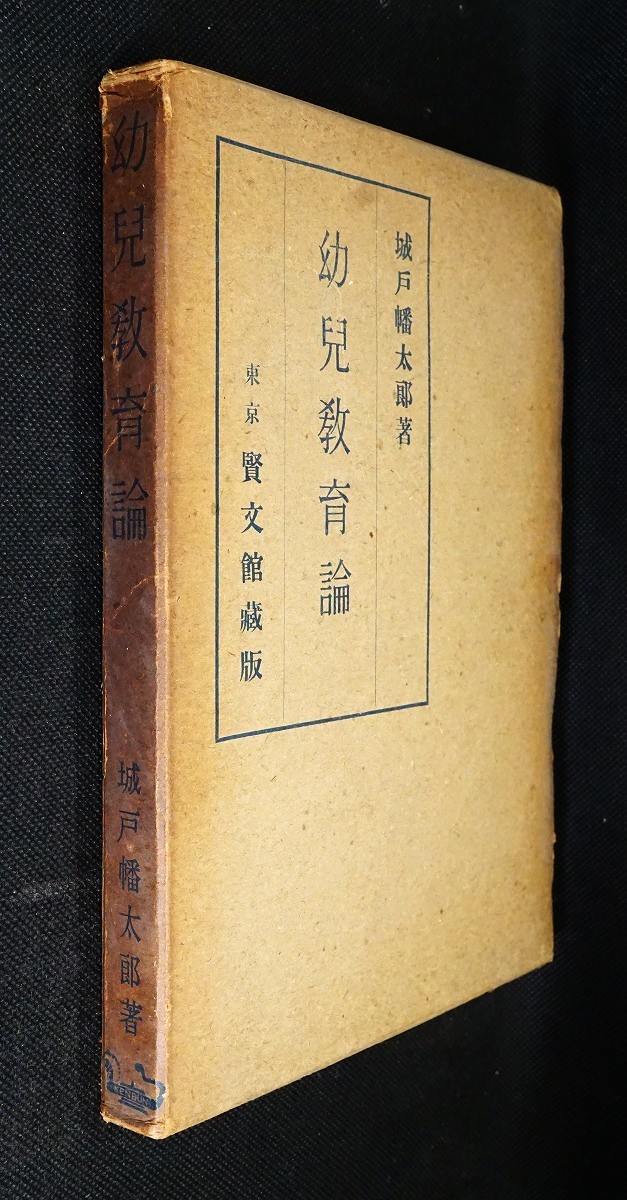 幼兒教育論
城戸幡太郎著
城戸幡太郎著
幼兒教育論
東京 賢文館藏版